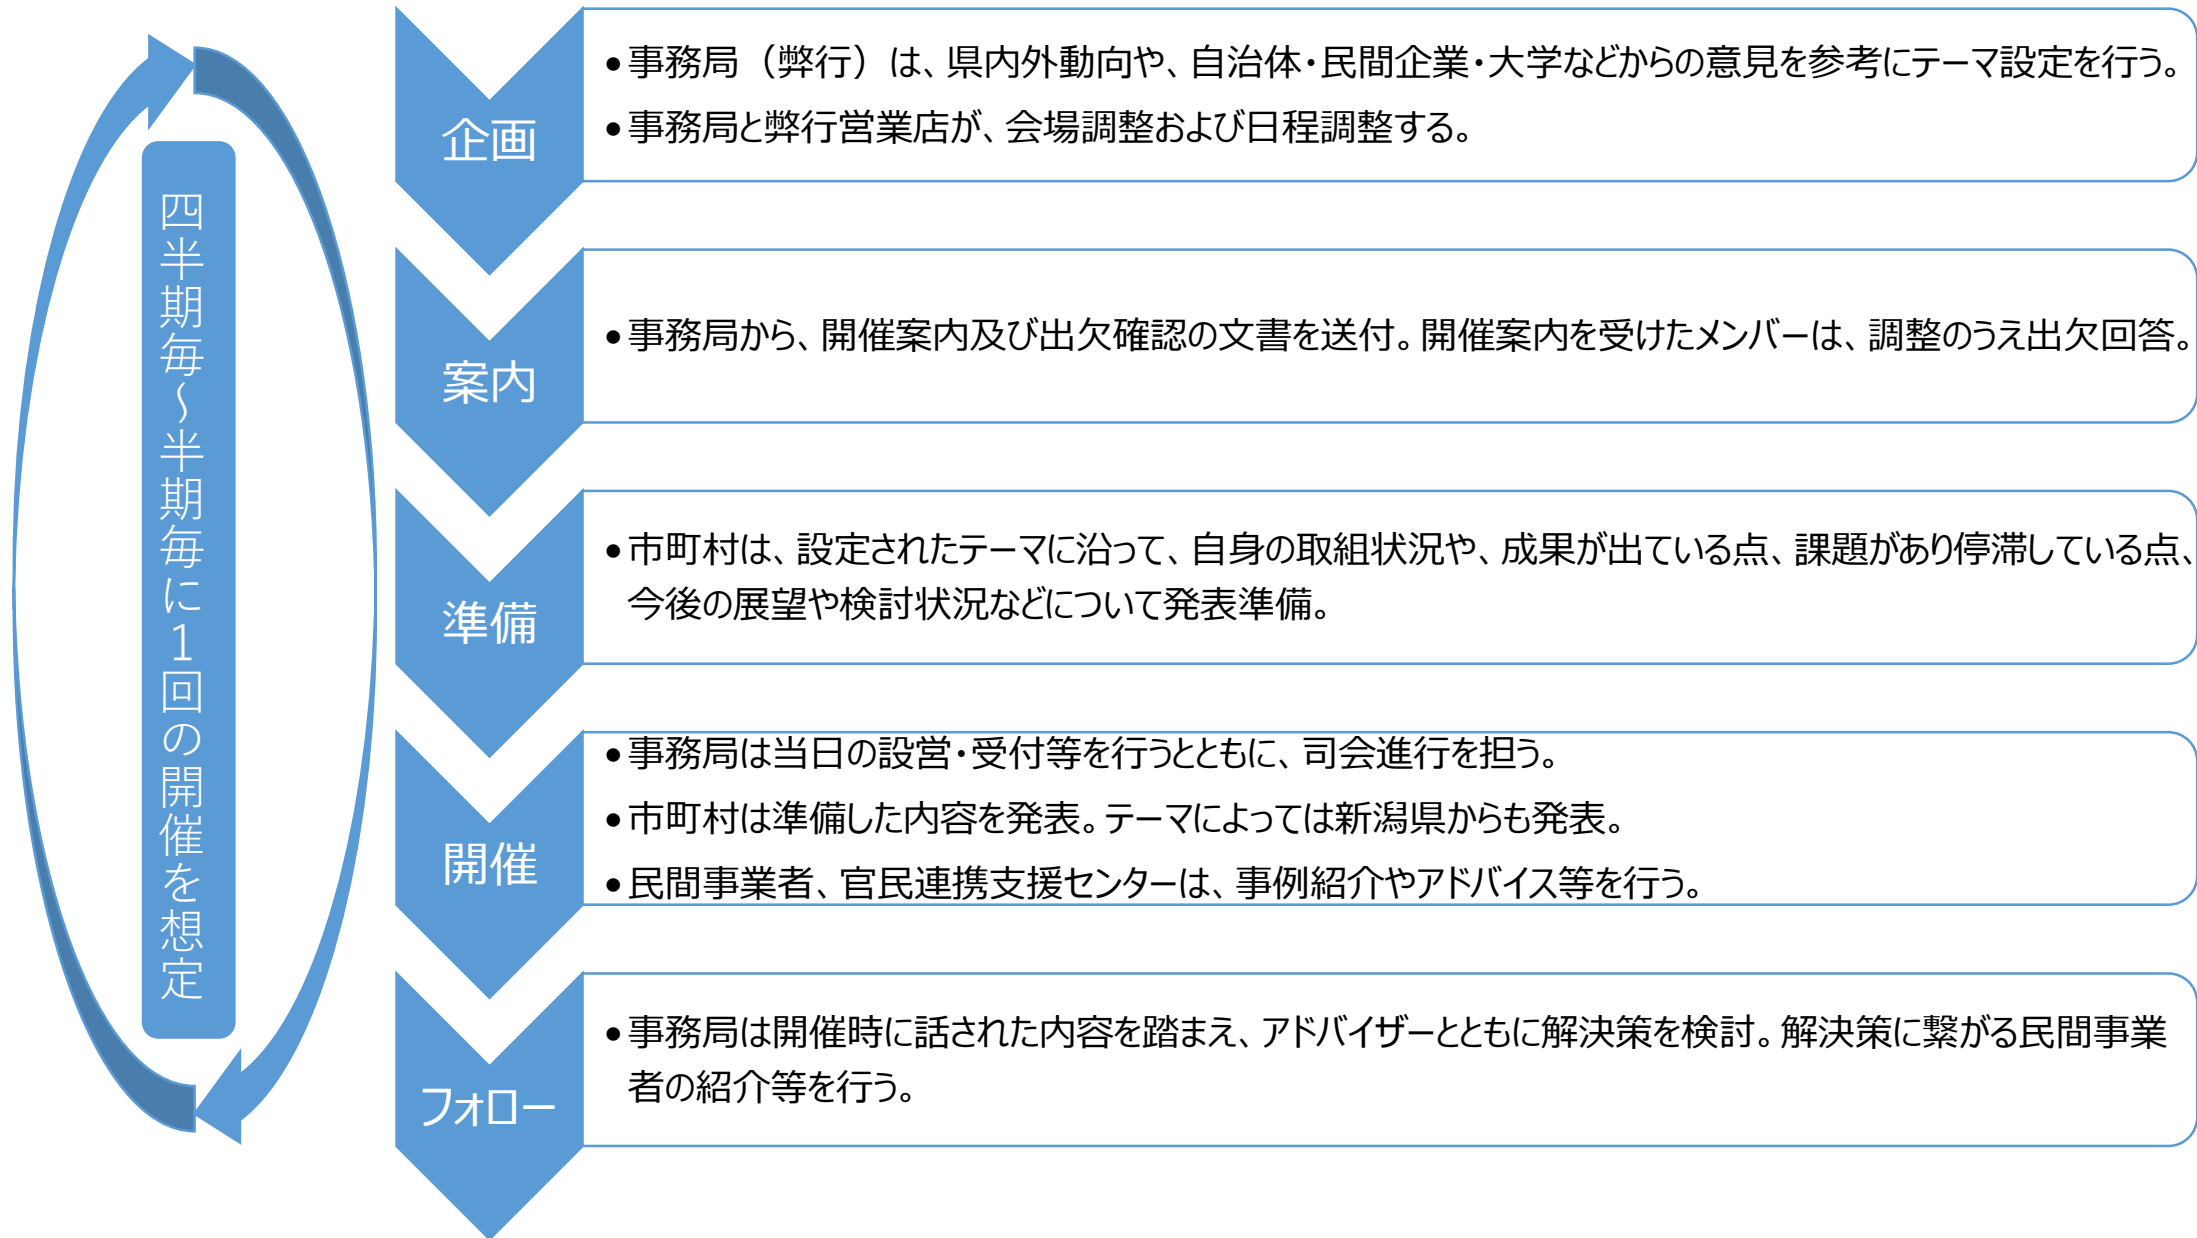 四半期毎~半期毎に1回の開催を想定
企画
•事務局（弊行）は、県内外動向や、自治体・民間企業・大学などからの意見を参考にテーマ設定を行う。
•事務局と弊行営業店が、会場調整および日程調整する。
案内
•事務局から、開催案内及び出欠確認の文書を送付。開催案内を受けたメンバーは、調整のうえ出欠回答。
準備
•市町村は、設定されたテーマに沿って、自身の取組状況や、成果が出ている点、課題があり停滞している点、
今後の展望や検討状況などについて発表準備。
開催
•事務局は当日の設営・受付等を行うとともに、司会進行を担う。
•市町村は準備した内容を発表。テーマによっては新潟県からも発表。
•民間事業者、官民連携支援センターは、事例紹介やアドバイス等を行う。
フォロー
•事務局は開催時に話された内容を踏まえ、アドバイザーとともに解決策を検討。解決策に繋がる民間事業
者の紹介等を行う。